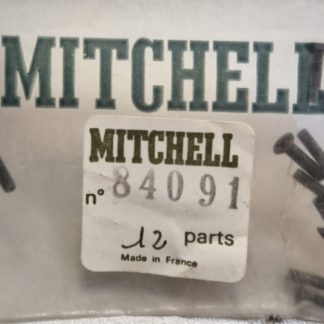 MITCHELL
MITCHELL
n° 84091
12 parts
Made in France